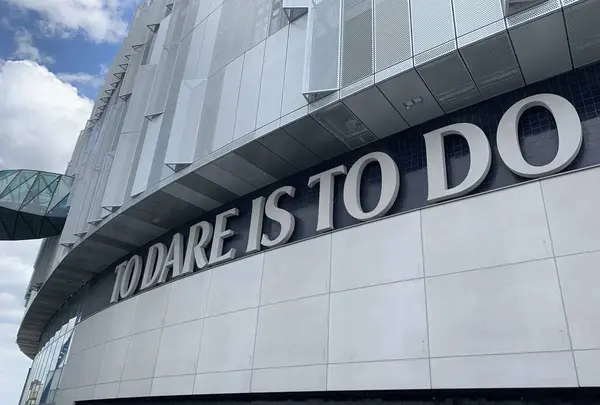 TO DARE IS TO DO